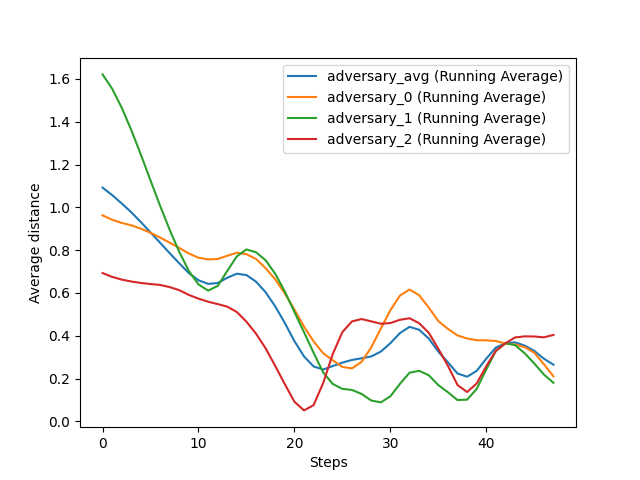 adversary_avg (Running Average)
adversary_0 (Running Average)
adversary_1 (Running Average)
adversary_2 (Running Average)
1.6
1.4
1.2
1.0
0.8
0.6
0.4
0.2
0.0
Average distance
0 10 20 30 40
Steps